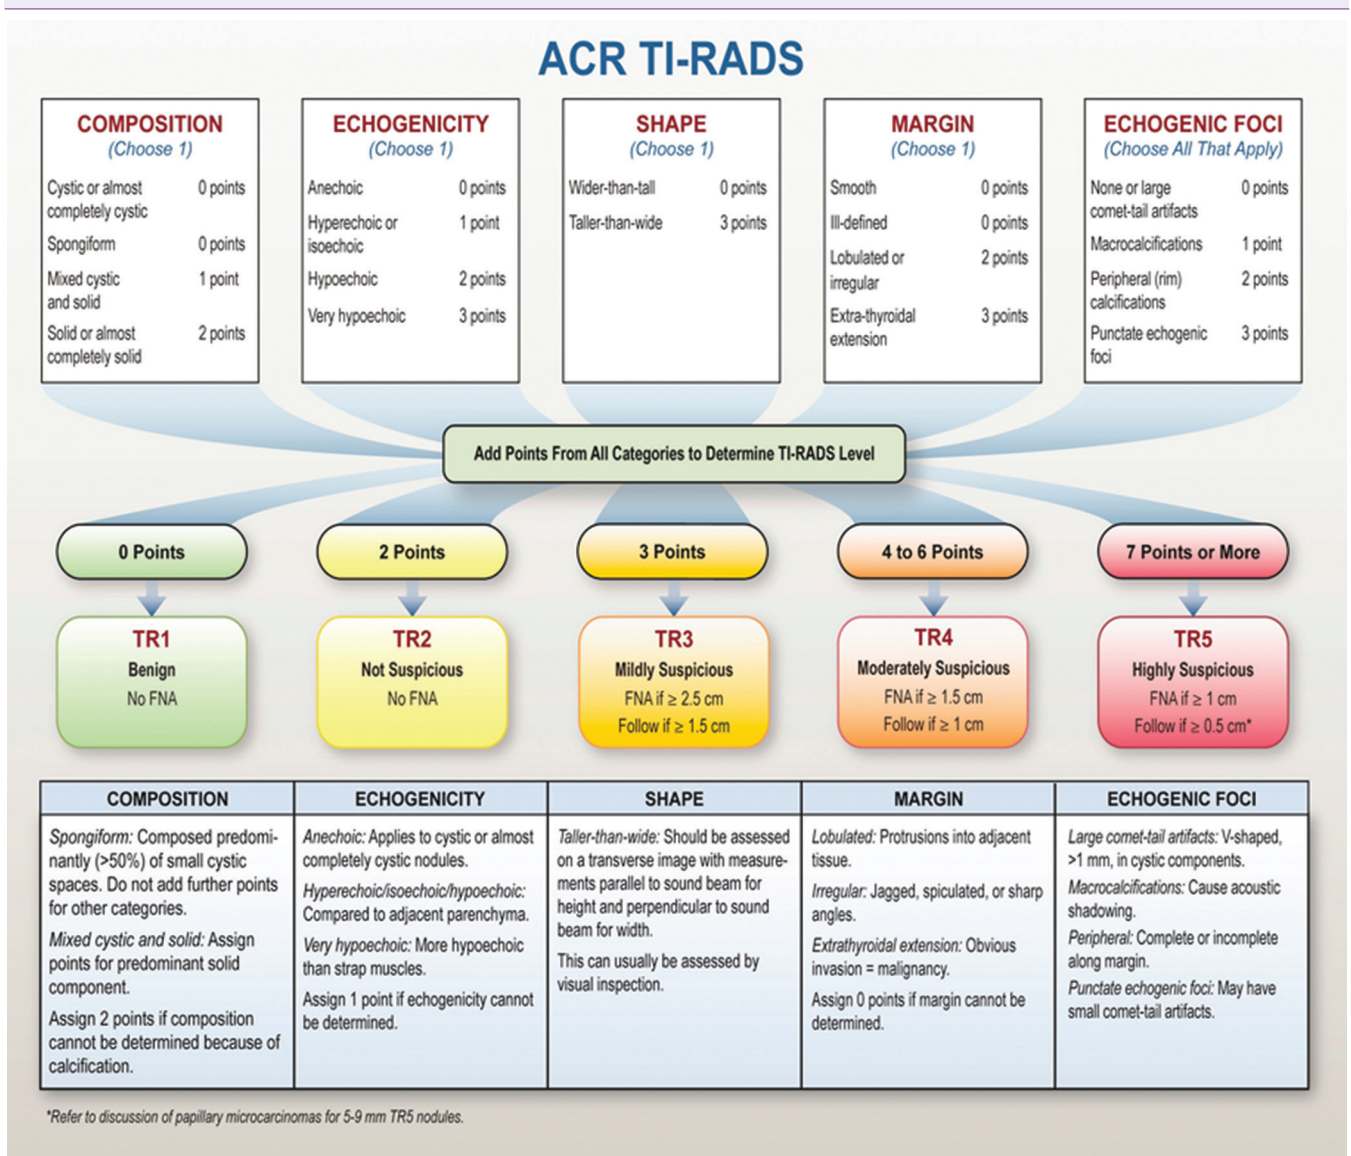 ACR TI-RADS
COMPOSITION
(Choose 1)
Cystic or almost 0 points
completely cystic
Spongiform 0 points
Mixed cystic 1 point
and solid
Solid or almost 2 points
completely solid
ECHOGENICITY
(Choose 1)
Anechoic 0 points
Hyperechoic or 1 point
isoechoic
Hypoechoic 2 points
Very hypoechoic 3 points
SHAPE
(Choose 1)
Wider-than-tall 0 points
Taller-than-wide 3 points
MARGIN
(Choose 1)
Smooth 0 points
Ill-defined 0 points
Lobulated or 2 points
irregular
Extra-thyroidal 3 points
extension
ECHOGENIC FOCI
(Choose All That Apply)
None or large 0 points
comet-tail artifacts
Macrocalcifications 1 point
Peripheral (rim) 2 points
calcifications
Punctate echogenic 3 points
foci
Add Points From All Categories to Determine TI-RADS Level
0 Points
2 Points
3 Points
4 to 6 Points
7 Points or More
TR1
Benign
No FNA
TR2
Not Suspicious
No FNA
TR3
Mildly Suspicious
FNA if ≥ 2.5 cm
Follow if ≥ 1.5 cm
TR4
Moderately Suspicious
FNA if ≥ 1.5 cm
Follow if ≥ 1 cm
TR5
Highly Suspicious
FNA if ≥ 1 cm
Follow if ≥ 0.5 cm*
COMPOSITION
Spongiform: Composed predomi-
nantly (>50%) of small cystic
spaces. Do not add further points
for other categories.
Mixed cystic and solid: Assign
points for predominant solid
component.
Assign 2 points if composition
cannot be determined because of
calcification.
ECHOGENICITY
Anechoic: Applies to cystic or almost
completely cystic nodules.
Hyperechoic/isoechoic/hypoechoic:
Compared to adjacent parenchyma.
Very hypoechoic: More hypoechoic
than strap muscles.
Assign 1 point if echogenicity cannot
be determined.
SHAPE
Taller-than-wide: Should be assessed
on a transverse image with measure-
ments parallel to sound beam for
height and perpendicular to sound
beam for width.
This can usually be assessed by
visual inspection.
MARGIN
Lobulated: Protrusions into adjacent
tissue.
Irregular: Jagged, spiculated, or sharp
angles.
Extrathyroidal extension: Obvious
invasion = malignancy.
Assign 0 points if margin cannot be
determined.
ECHOGENIC FOCI
Large comet-tail artifacts: V-shaped,
>1 mm, in cystic components.
Macrocalcifications: Cause acoustic
shadowing.
Peripheral: Complete or incomplete
along margin.
Punctate echogenic foci: May have
small comet-tail artifacts.
*Refer to discussion of papillary microcarcinomas for 5-9 mm TR5 nodules.